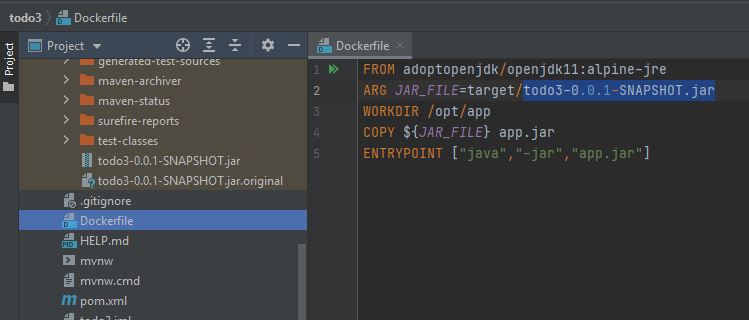 todo3 Dockerfile
Project
Project
generated-test-sources
maven-archiver
maven-status
surefire-reports
test-classes
todo3-0.0.1-SNAPSHOT.jar
todo3-0.0.1-SNAPSHOT.jar.original
.gitignore
Dockerfile
HELP.md
mvnw
mvnw.cmd
pom.xml
todo3.iml
Dockerfile
1 FROM adoptopenjdk/openjdk11:alpine-jre
2 ARG JAR_FILE=target/todo3-0.0.1-SNAPSHOT.jar
3 WORKDIR /opt/app
4 COPY ${JAR_FILE} app.jar
5 ENTRYPOINT ["java","-jar","app.jar"]